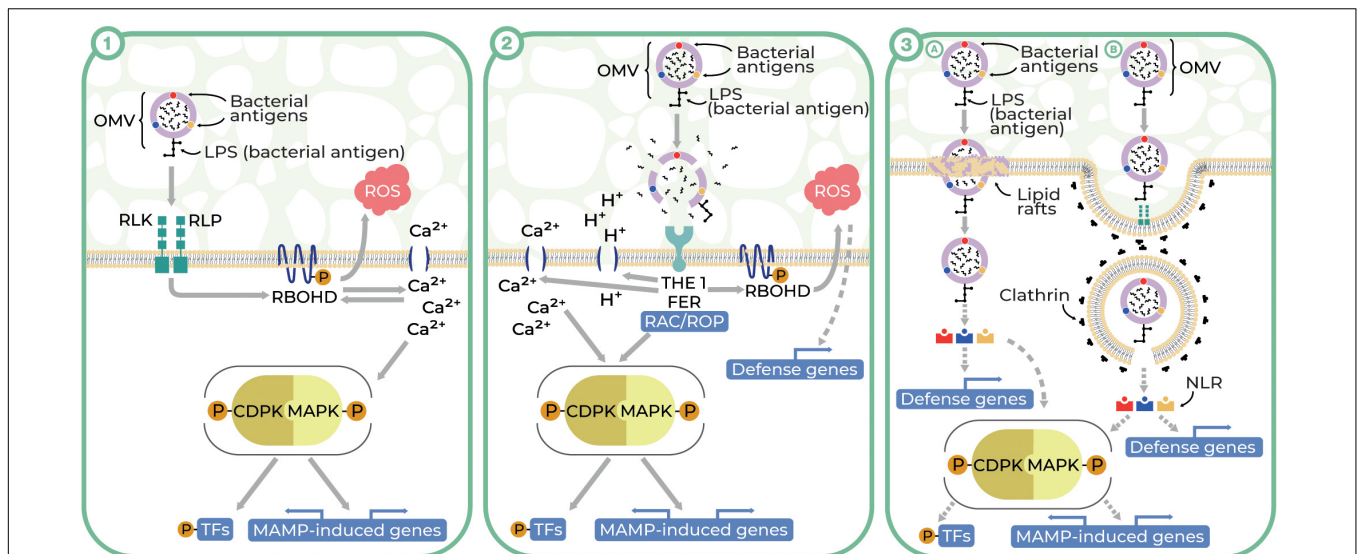 1
OMV
Bacterial
antigens
LPS (bacterial antigen)
RLK
RLP
ROS
Ca²⁺
P
RBOHD
Ca²⁺
Ca²⁺
Ca²⁺
P
CDPK
MAPK
P
P
TFs
MAMP-induced genes
2
OMV
Bacterial
antigens
LPS
(bacterial antigen)
ROS
H⁺
H⁺
H⁺
Ca²⁺
P
Ca²⁺
Ca²⁺
Ca²⁺
H⁺
THE 1
FER
RBOHD
RAC/ROP
Defense genes
P
CDPK
MAPK
P
P
TFs
MAMP-induced genes
3
A
Bacterial
antigens
B
OMV
LPS
(bacterial
antigen)
Lipid
rafts
Clathrin
NLR
Defense genes
Defense genes
P
CDPK
MAPK
P
P
TFs
MAMP-induced genes